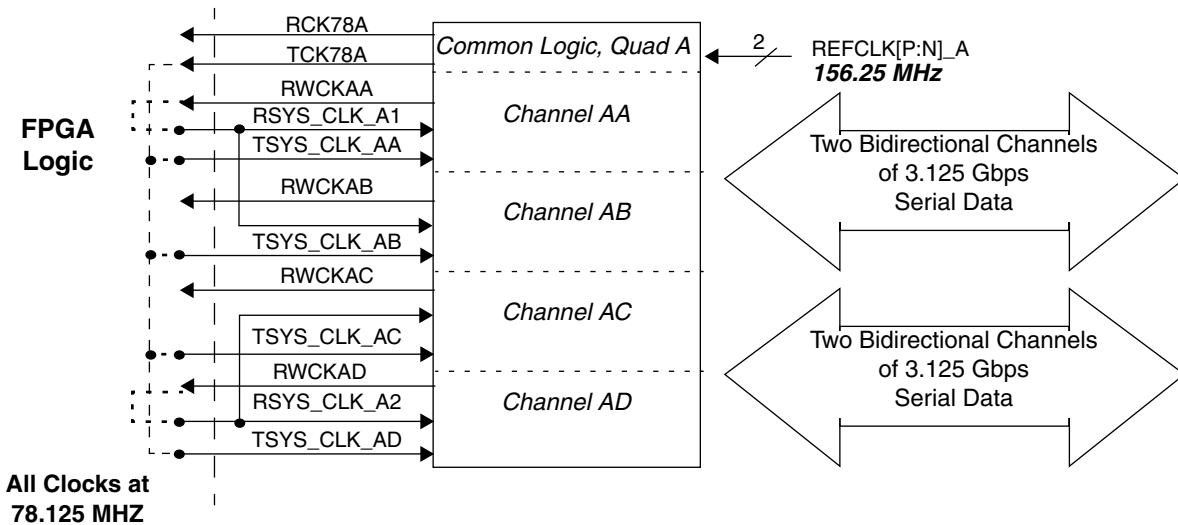 RCK78A
TCK78A
RWCKAA
RSYS_CLK_A1
TSYS_CLK_AA
RWCKAB
TSYS_CLK_AB
RWCKAC
TSYS_CLK_AC
RWCKAD
RSYS_CLK_A2
TSYS_CLK_AD
FPGA
Logic
All Clocks at
78.125 MHZ
Common Logic, Quad A
Channel AA
Channel AB
Channel AC
Channel AD
2
REFCLK[P:N]_A
156.25 MHz
Two Bidirectional Channels
of 3.125 Gbps
Serial Data
Two Bidirectional Channels
of 3.125 Gbps
Serial Data